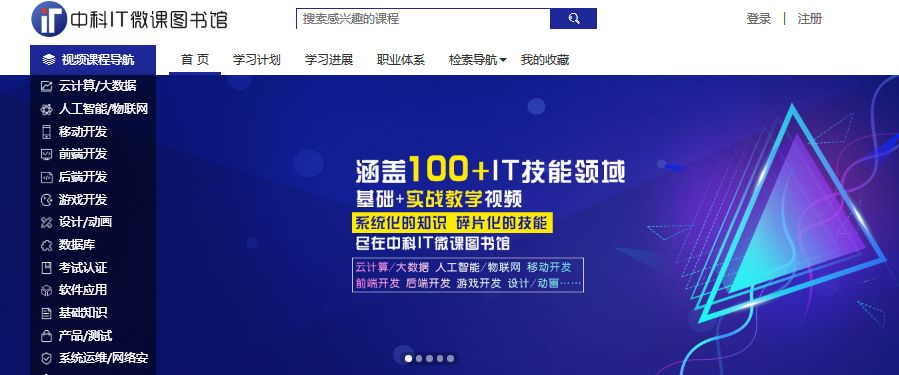 iT 中科IT微课图书馆
搜索感兴趣的课程
登录 | 注册
视频课程导航
首 页 学习计划 学习进展 职业体系 检索导航 我的收藏
云计算/大数据
人工智能/物联网
移动开发
前端开发
后端开发
游戏开发
设计/动画
数据库
考试认证
软件应用
基础知识
产品/测试
系统运维/网络安
涵盖100+IT技能领域
基础+实战教学视频
系统化的知识 碎片化的技能
尽在中科IT微课图书馆
云计算/大数据 人工智能/物联网 移动开发
前端开发 后端开发 游戏开发 设计/动画……